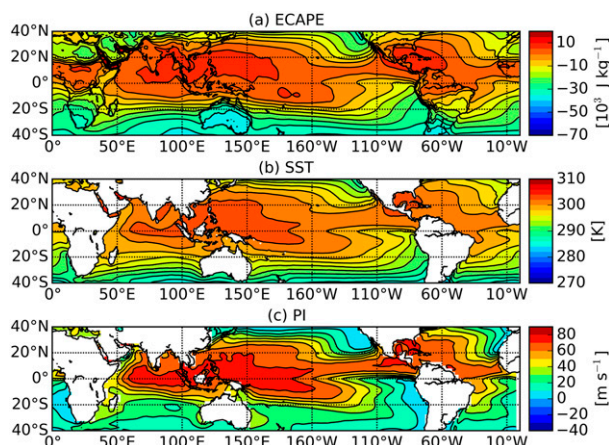 (a) ECAPE
40°N
20°N
0°
20°S
40°S
0° 50°E 100°E 150°E 160°W 110°W 60°W 10°W
10
-10
-30
-50
-70
[10³ J kg⁻¹]
(b) SST
40°N
20°N
0°
20°S
40°S
0° 50°E 100°E 150°E 160°W 110°W 60°W 10°W
310
300
290
280
270
[K]
(c) PI
40°N
20°N
0°
20°S
40°S
0° 50°E 100°E 150°E 160°W 110°W 60°W 10°W
80
60
40
20
0
-20
-40
[m s⁻¹]